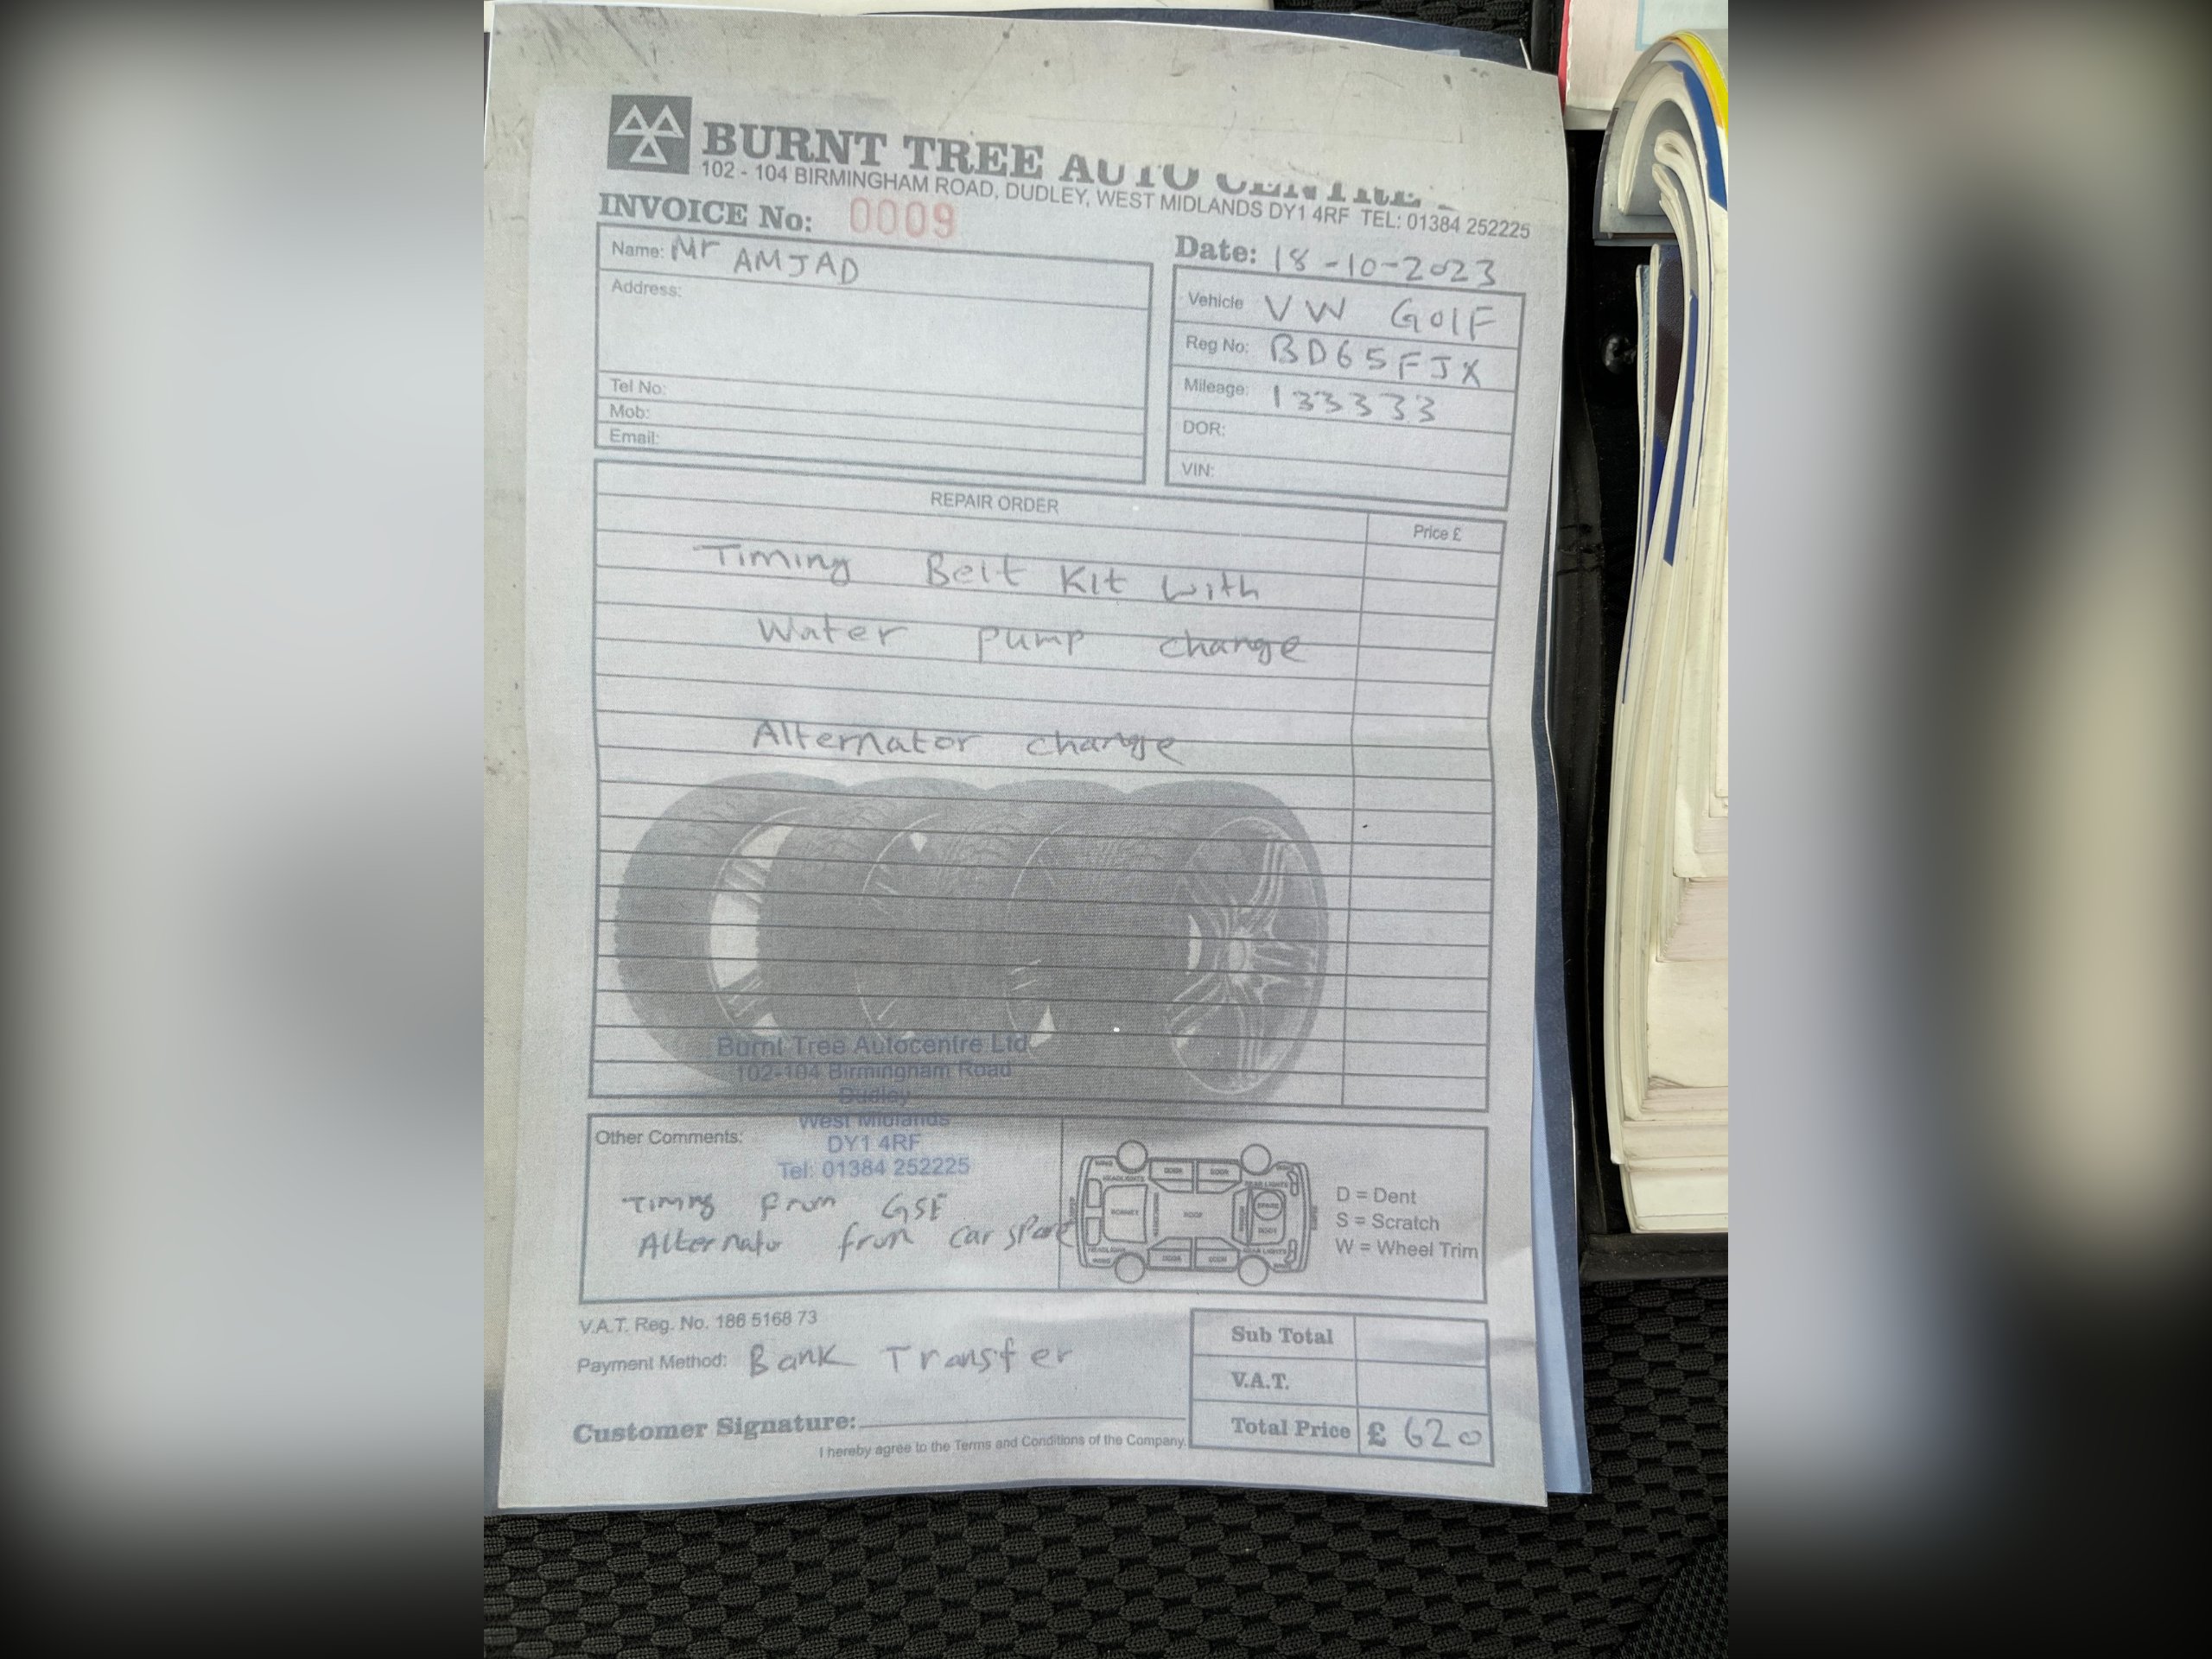 BURNT TREE AUTO CENTRE
102 - 104 BIRMINGHAM ROAD, DUDLEY, WEST MIDLANDS DY1 4RF TEL: 01384 252225
INVOICE No: 0009
Name: Mr AMJAD
Address:
Tel No:
Mob:
Email:
Date: 18-10-2023
Vehicle VW GOlF
Reg No: BD65FJX
Mileage: 133333
DOR:
VIN:
REPAIR ORDER
Price £
Timing Belt Kit with
Water pump change
Alternator change
Burnt Tree Autocentre Ltd
102-104 Birmingham Road
Dudley
West Midlands
DY1 4RF
Tel: 01384 252225
Other Comments:
Timing from GSF
Alternator from car spare
D = Dent
S = Scratch
W = Wheel Trim
V.A.T. Reg. No. 186 5168 73
Payment Method: Bank Transfer
Customer Signature:
I hereby agree to the Terms and Conditions of the Company.
Sub Total
V.A.T.
Total Price £ 620